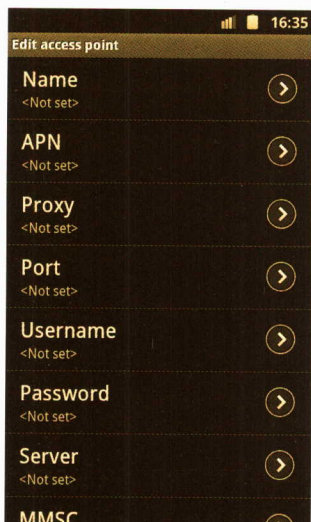 16:35
Edit access point
Name
<Not set>
APN
<Not set>
Proxy
<Not set>
Port
<Not set>
Username
<Not set>
Password
<Not set>
Server
<Not set>
MMSC